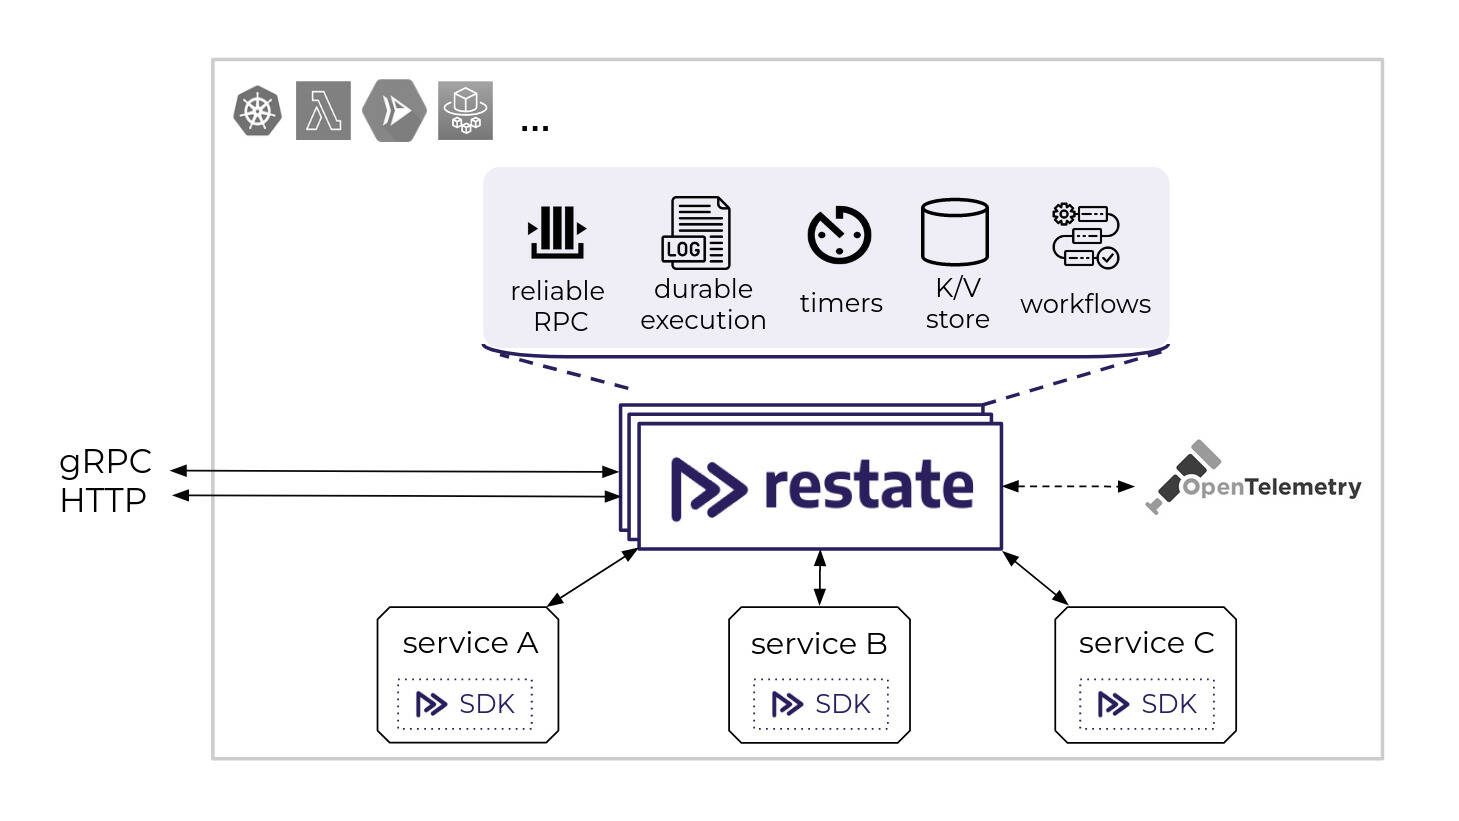 ...
reliable
RPC
LOG
durable
execution
timers
K/V
store
workflows
gRPC
HTTP
restate
OpenTelemetry
service A
SDK
service B
SDK
service C
SDK